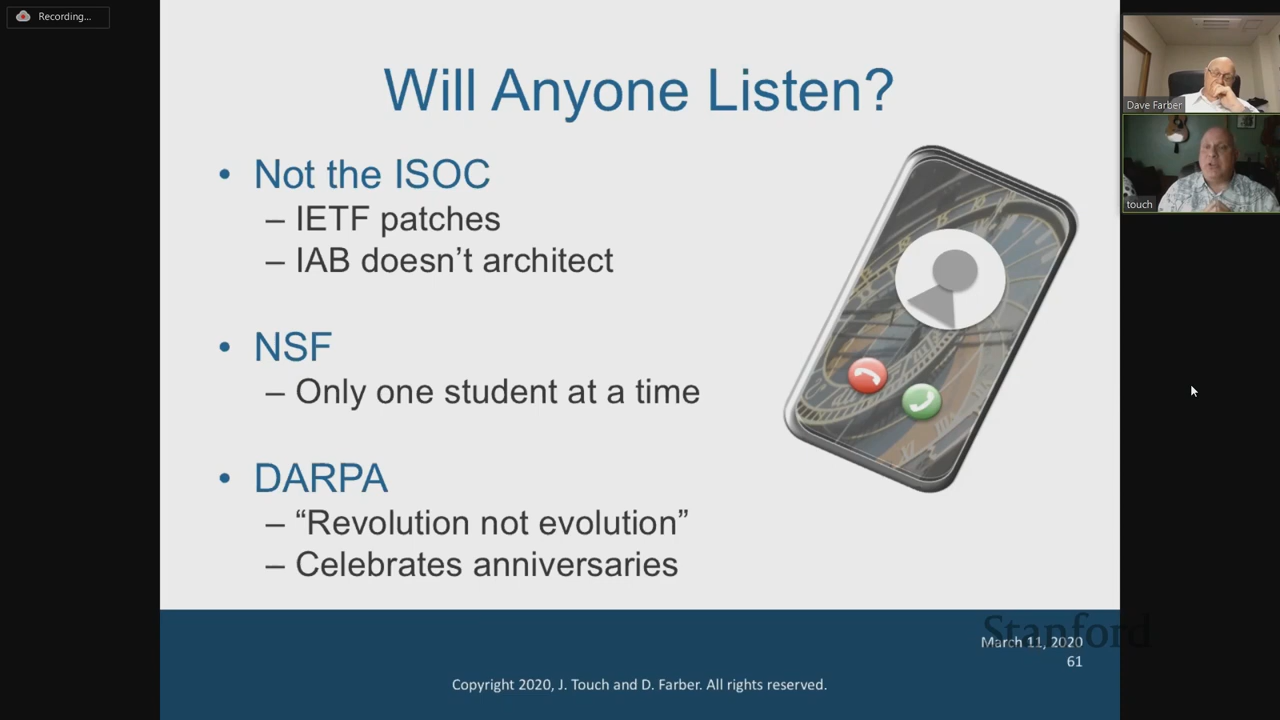 Recording...
Will Anyone Listen?
• Not the ISOC
– IETF patches
– IAB doesn’t architect
• NSF
– Only one student at a time
• DARPA
– “Revolution not evolution”
– Celebrates anniversaries
Dave Farber
touch
Stanford
March 11, 2020
61
Copyright 2020, J. Touch and D. Farber. All rights reserved.